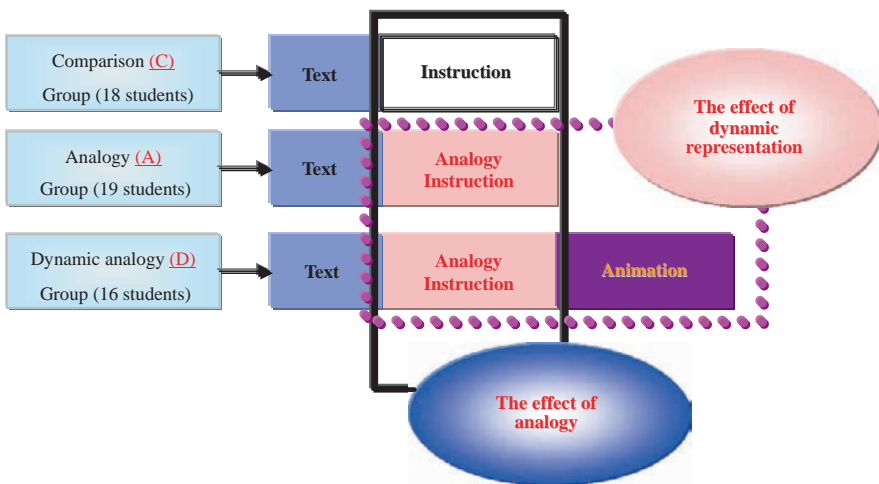 Comparison (C)
Group (18 students)
Text
Instruction
The effect of
dynamic
representation
Analogy (A)
Group (19 students)
Text
Analogy
Instruction
Dynamic analogy (D)
Group (16 students)
Text
Analogy
Instruction
Animation
The effect of
analogy